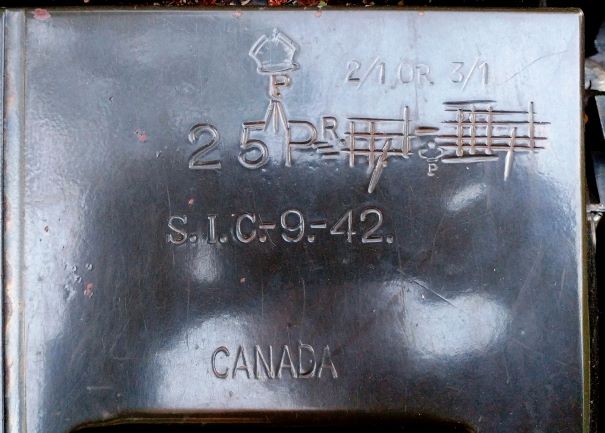 2/1 OR 3/1
P
25 PR
P
S.I.C.-9.-42.
CANADA